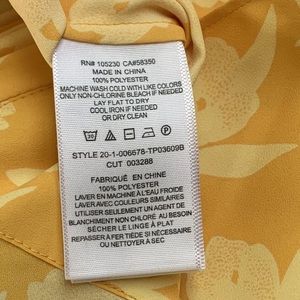 RN# 105230 CA#58350
MADE IN CHINA
100% POLYESTER
MACHINE WASH COLD WITH LIKE COLORS
ONLY NON-CHLORINE BLEACH IF NEEDED
LAY FLAT TO DRY
COOL IRON IF NEEDED
OR DRY CLEAN
30
STYLE 20-1-006678-TP03609B
CUT 003288
FABRIQUÉ EN CHINE
100% POLYESTER
LAVER EN MACHINE À L'EAU FROIDE
AVEC COULEURS SIMILAIRES
UTILISER SEULEMENT AGENTS DU
BLANCHIMENT NON CHLORÉ AU BESOIN
SÉCHER LE LINGE À PLAT
REPASSER À FER TIÈDE SI NÉCESSAIRE
OU NETTOYER À SEC